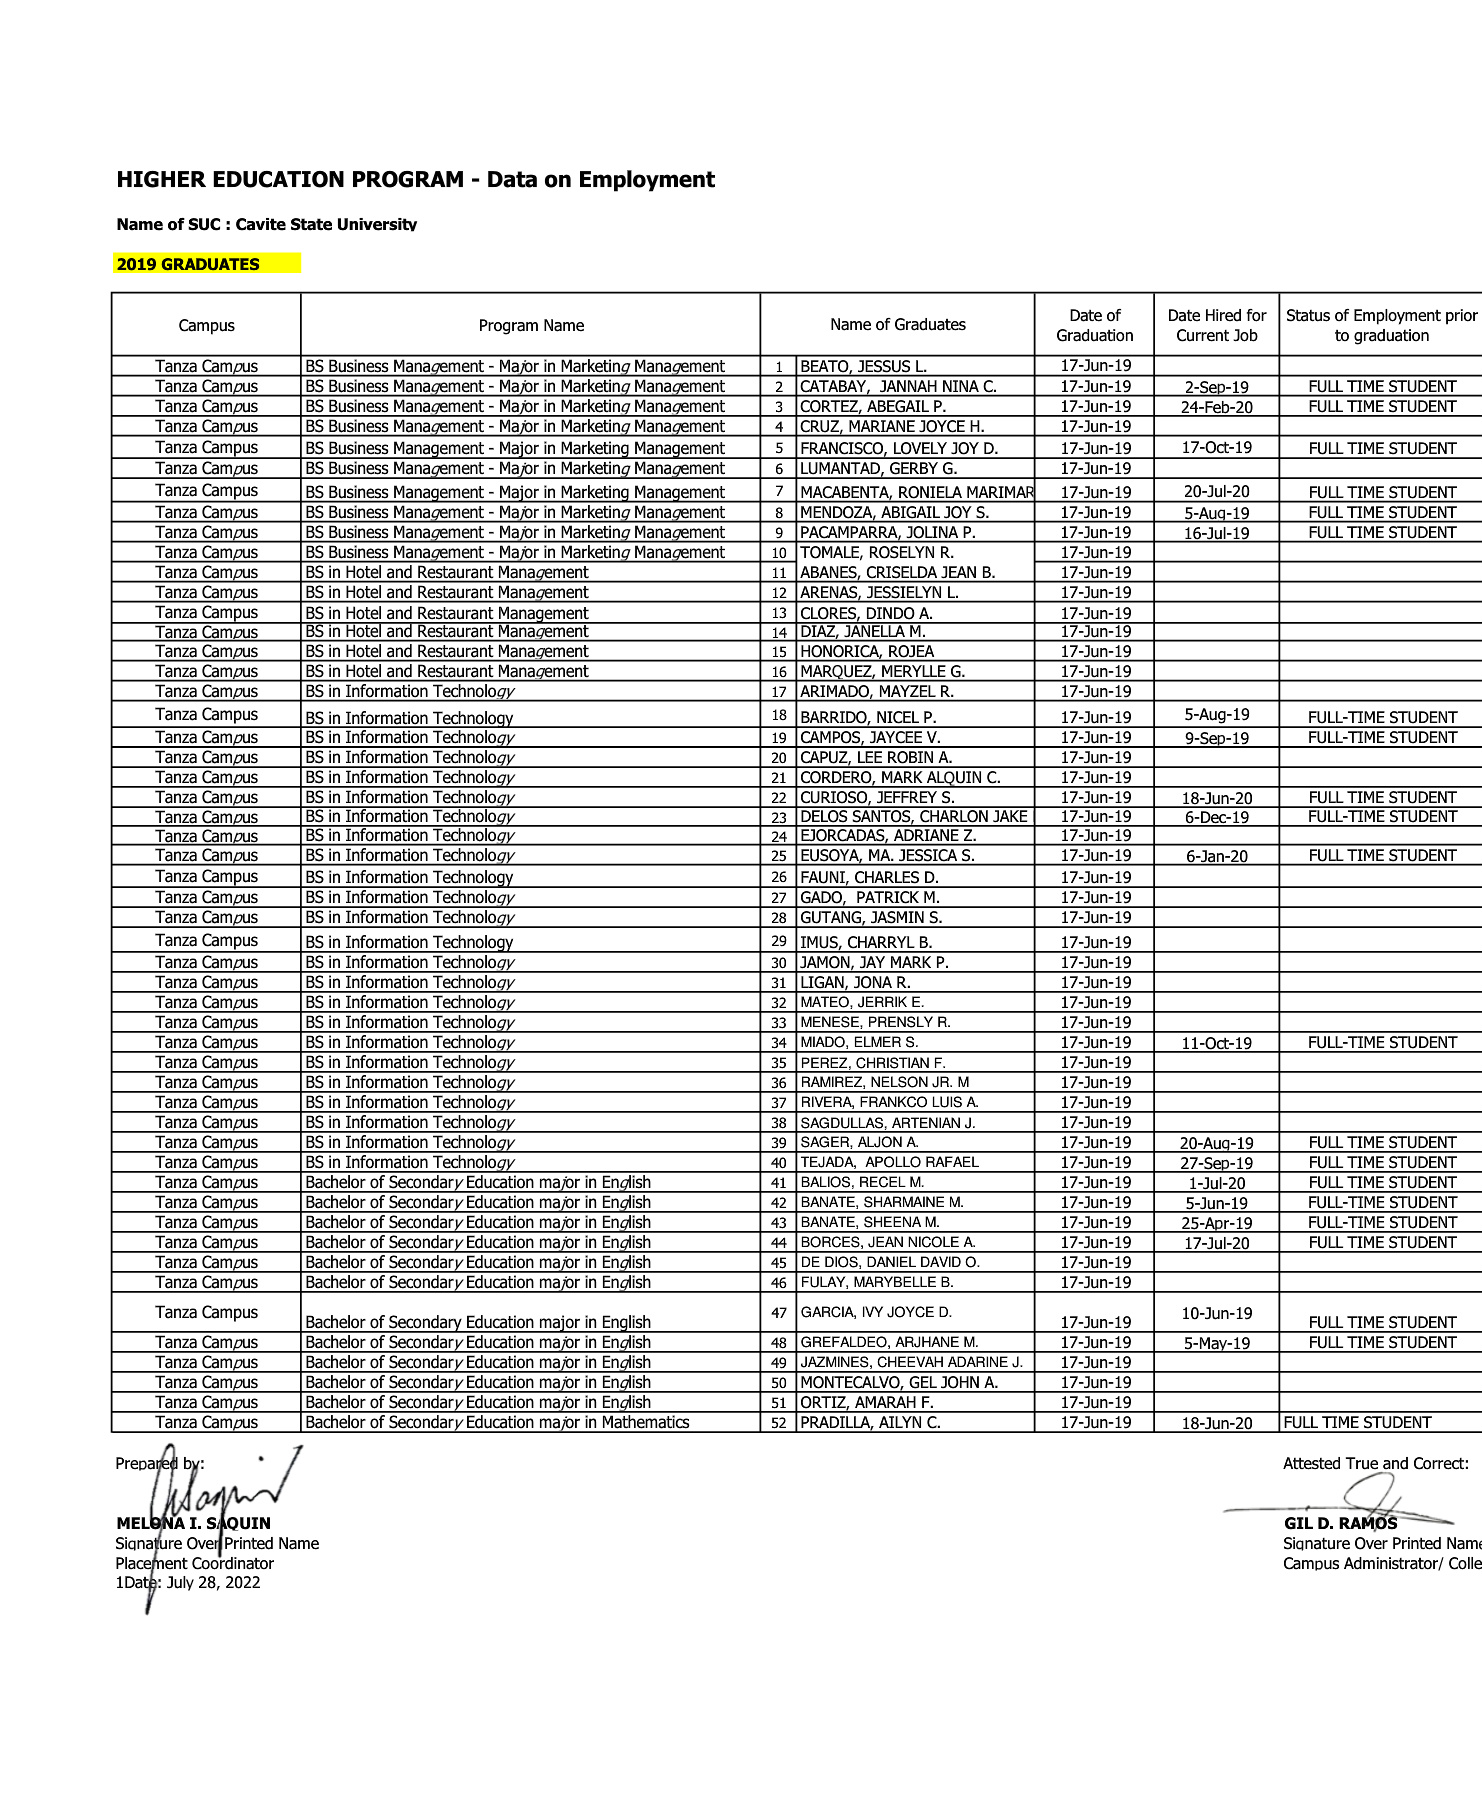 HIGHER EDUCATION PROGRAM - Data on Employment
Name of SUC : Cavite State University
2019 GRADUATES
Campus Program Name Name of Graduates Date of Graduation Date Hired for Current Job Status of Employment prior to graduation
Tanza Campus BS Business Management - Major in Marketing Management 1 BEATO, JESSUS L. 17-Jun-19
Tanza Campus BS Business Management - Major in Marketing Management 2 CATABAY, JANNAH NINA C. 17-Jun-19 2-Sep-19 FULL TIME STUDENT
Tanza Campus BS Business Management - Major in Marketing Management 3 CORTEZ, ABEGAIL P. 17-Jun-19 24-Feb-20 FULL TIME STUDENT
Tanza Campus BS Business Management - Major in Marketing Management 4 CRUZ, MARIANE JOYCE H. 17-Jun-19
Tanza Campus BS Business Management - Major in Marketing Management 5 FRANCISCO, LOVELY JOY D. 17-Jun-19 17-Oct-19 FULL TIME STUDENT
Tanza Campus BS Business Management - Major in Marketing Management 6 LUMANTAD, GERBY G. 17-Jun-19
Tanza Campus BS Business Management - Major in Marketing Management 7 MACABENTA, RONIELA MARIMAR 17-Jun-19 20-Jul-20 FULL TIME STUDENT
Tanza Campus BS Business Management - Major in Marketing Management 8 MENDOZA, ABIGAIL JOY S. 17-Jun-19 5-Aug-19 FULL TIME STUDENT
Tanza Campus BS Business Management - Major in Marketing Management 9 PACAMPARRA, JOLINA P. 17-Jun-19 16-Jul-19 FULL TIME STUDENT
Tanza Campus BS Business Management - Major in Marketing Management 10 TOMALE, ROSELYN R. 17-Jun-19
Tanza Campus BS in Hotel and Restaurant Management 11 ABANES, CRISELDA JEAN B. 17-Jun-19
Tanza Campus BS in Hotel and Restaurant Management 12 ARENAS, JESSIELYN L. 17-Jun-19
Tanza Campus BS in Hotel and Restaurant Management 13 CLORES, DINDO A. 17-Jun-19
Tanza Campus BS in Hotel and Restaurant Management 14 DIAZ, JANELLA M. 17-Jun-19
Tanza Campus BS in Hotel and Restaurant Management 15 HONORICA, ROJEA 17-Jun-19
Tanza Campus BS in Hotel and Restaurant Management 16 MARQUEZ, MERYLLE G. 17-Jun-19
Tanza Campus BS in Information Technology 17 ARIMADO, MAYZEL R. 17-Jun-19
Tanza Campus BS in Information Technology 18 BARRIDO, NICEL P. 17-Jun-19 5-Aug-19 FULL-TIME STUDENT
Tanza Campus BS in Information Technology 19 CAMPOS, JAYCEE V. 17-Jun-19 9-Sep-19 FULL-TIME STUDENT
Tanza Campus BS in Information Technology 20 CAPUZ, LEE ROBIN A. 17-Jun-19
Tanza Campus BS in Information Technology 21 CORDERO, MARK ALQUIN C. 17-Jun-19
Tanza Campus BS in Information Technology 22 CURIOSO, JEFFREY S. 17-Jun-19 18-Jun-20 FULL TIME STUDENT
Tanza Campus BS in Information Technology 23 DELOS SANTOS, CHARLON JAKE 17-Jun-19 6-Dec-19 FULL-TIME STUDENT
Tanza Campus BS in Information Technology 24 EJORCADAS, ADRIANE Z. 17-Jun-19
Tanza Campus BS in Information Technology 25 EUSOYA, MA. JESSICA S. 17-Jun-19 6-Jan-20 FULL TIME STUDENT
Tanza Campus BS in Information Technology 26 FAUNI, CHARLES D. 17-Jun-19
Tanza Campus BS in Information Technology 27 GADO, PATRICK M. 17-Jun-19
Tanza Campus BS in Information Technology 28 GUTANG, JASMIN S. 17-Jun-19
Tanza Campus BS in Information Technology 29 IMUS, CHARRYL B. 17-Jun-19
Tanza Campus BS in Information Technology 30 JAMON, JAY MARK P. 17-Jun-19
Tanza Campus BS in Information Technology 31 LIGAN, JONA R. 17-Jun-19
Tanza Campus BS in Information Technology 32 MATEO, JERRIK E. 17-Jun-19
Tanza Campus BS in Information Technology 33 MENESE, PRENSLY R. 17-Jun-19
Tanza Campus BS in Information Technology 34 MIADO, ELMER S. 17-Jun-19 11-Oct-19 FULL-TIME STUDENT
Tanza Campus BS in Information Technology 35 PEREZ, CHRISTIAN F. 17-Jun-19
Tanza Campus BS in Information Technology 36 RAMIREZ, NELSON JR. M 17-Jun-19
Tanza Campus BS in Information Technology 37 RIVERA, FRANKCO LUIS A. 17-Jun-19
Tanza Campus BS in Information Technology 38 SAGDULLAS, ARTENIAN J. 17-Jun-19
Tanza Campus BS in Information Technology 39 SAGER, ALJON A. 17-Jun-19 20-Aug-19 FULL TIME STUDENT
Tanza Campus BS in Information Technology 40 TEJADA, APOLLO RAFAEL 17-Jun-19 27-Sep-19 FULL TIME STUDENT
Tanza Campus Bachelor of Secondary Education major in English 41 BALIOS, RECEL M. 17-Jun-19 1-Jul-20 FULL TIME STUDENT
Tanza Campus Bachelor of Secondary Education major in English 42 BANATE, SHARMAINE M. 17-Jun-19 5-Jun-19 FULL-TIME STUDENT
Tanza Campus Bachelor of Secondary Education major in English 43 BANATE, SHEENA M. 17-Jun-19 25-Apr-19 FULL-TIME STUDENT
Tanza Campus Bachelor of Secondary Education major in English 44 BORCES, JEAN NICOLE A. 17-Jun-19 17-Jul-20 FULL TIME STUDENT
Tanza Campus Bachelor of Secondary Education major in English 45 DE DIOS, DANIEL DAVID O. 17-Jun-19
Tanza Campus Bachelor of Secondary Education major in English 46 FULAY, MARYBELLE B. 17-Jun-19
Tanza Campus Bachelor of Secondary Education major in English 47 GARCIA, IVY JOYCE D. 17-Jun-19 10-Jun-19 FULL TIME STUDENT
Tanza Campus Bachelor of Secondary Education major in English 48 GREFALDEO, ARJHANE M. 17-Jun-19 5-May-19 FULL TIME STUDENT
Tanza Campus Bachelor of Secondary Education major in English 49 JAZMINES, CHEEVAH ADARINE J. 17-Jun-19
Tanza Campus Bachelor of Secondary Education major in English 50 MONTECALVO, GEL JOHN A. 17-Jun-19
Tanza Campus Bachelor of Secondary Education major in English 51 ORTIZ, AMARAH F. 17-Jun-19
Tanza Campus Bachelor of Secondary Education major in Mathematics 52 PRADILLA, AILYN C. 17-Jun-19 18-Jun-20 FULL TIME STUDENT
Prepared by: Attested True and Correct:
MELONA I. SAQUIN GIL D. RAMOS
Signature Over Printed Name Signature Over Printed Name
Placement Coordinator Campus Administrator/ Colle
1Date: July 28, 2022